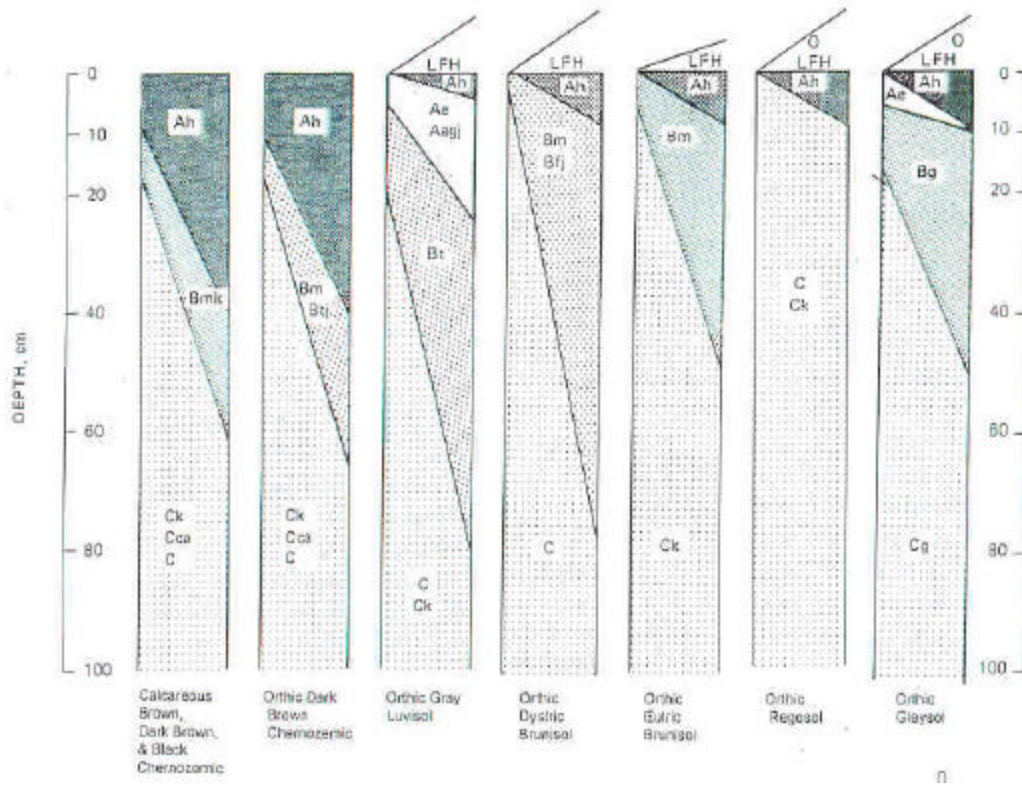 DEPTH, cm
0
10
20
40
60
80
100
Ah
Bmk
Ck
Cca
C
Calcareous
Brown,
Dark Brown,
& Black
Chernozemic
Ah
Bm
Btj
Ck
Cca
C
Orthic Dark
Brown
Chernozemic
LFH
Ah
Ae
Aegj
Bt
C
Ck
Orthic Gray
Luvisol
LFH
Ah
Bm
Bfj
C
Orthic
Dystric
Brunisol
LFH
Ah
Bm
Ck
Orthic
Eutric
Brunisol
O
LFH
Ah
C
Ck
Orthic
Regosol
O
LFH
Ah
Ae
Bg
Cg
Orthic
Gleysol
0
10
20
40
60
80
100
0